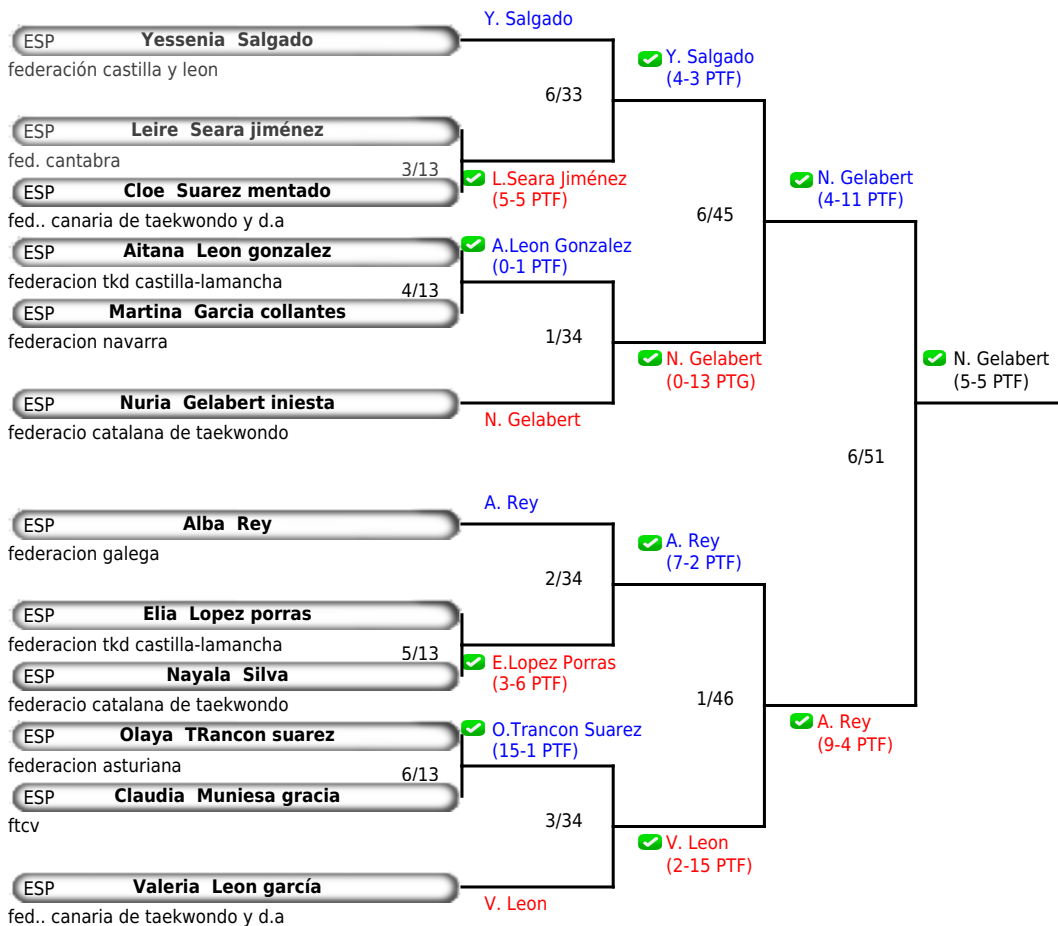 Y. Salgado
ESP Yessenia Salgado
federación castilla y leon
Y. Salgado
(4-3 PTF)
6/33
ESP Leire Seara jiménez
fed. cantabra
3/13
L.Seara Jiménez
(5-5 PTF)
ESP Cloe Suarez mentado
fed.. canaria de taekwondo y d.a
N. Gelabert
(4-11 PTF)
6/45
ESP Aitana Leon gonzalez
federacion tkd castilla-lamancha
A.Leon Gonzalez
(0-1 PTF)
4/13
ESP Martina Garcia collantes
federacion navarra
1/34
N. Gelabert
(0-13 PTG)
N. Gelabert
(5-5 PTF)
ESP Nuria Gelabert iniesta
federacio catalana de taekwondo
N. Gelabert
6/51
ESP Alba Rey
federacion galega
A. Rey
A. Rey
(7-2 PTF)
2/34
ESP Elia Lopez porras
federacion tkd castilla-lamancha
5/13
E.Lopez Porras
(3-6 PTF)
ESP Nayala Silva
federacio catalana de taekwondo
1/46
A. Rey
(9-4 PTF)
ESP Olaya TRancon suarez
federacion asturiana
O.Trancon Suarez
(15-1 PTF)
6/13
ESP Claudia Muniesa gracia
ftcv
3/34
V. Leon
(2-15 PTF)
ESP Valeria Leon garcía
fed.. canaria de taekwondo y d.a
V. Leon